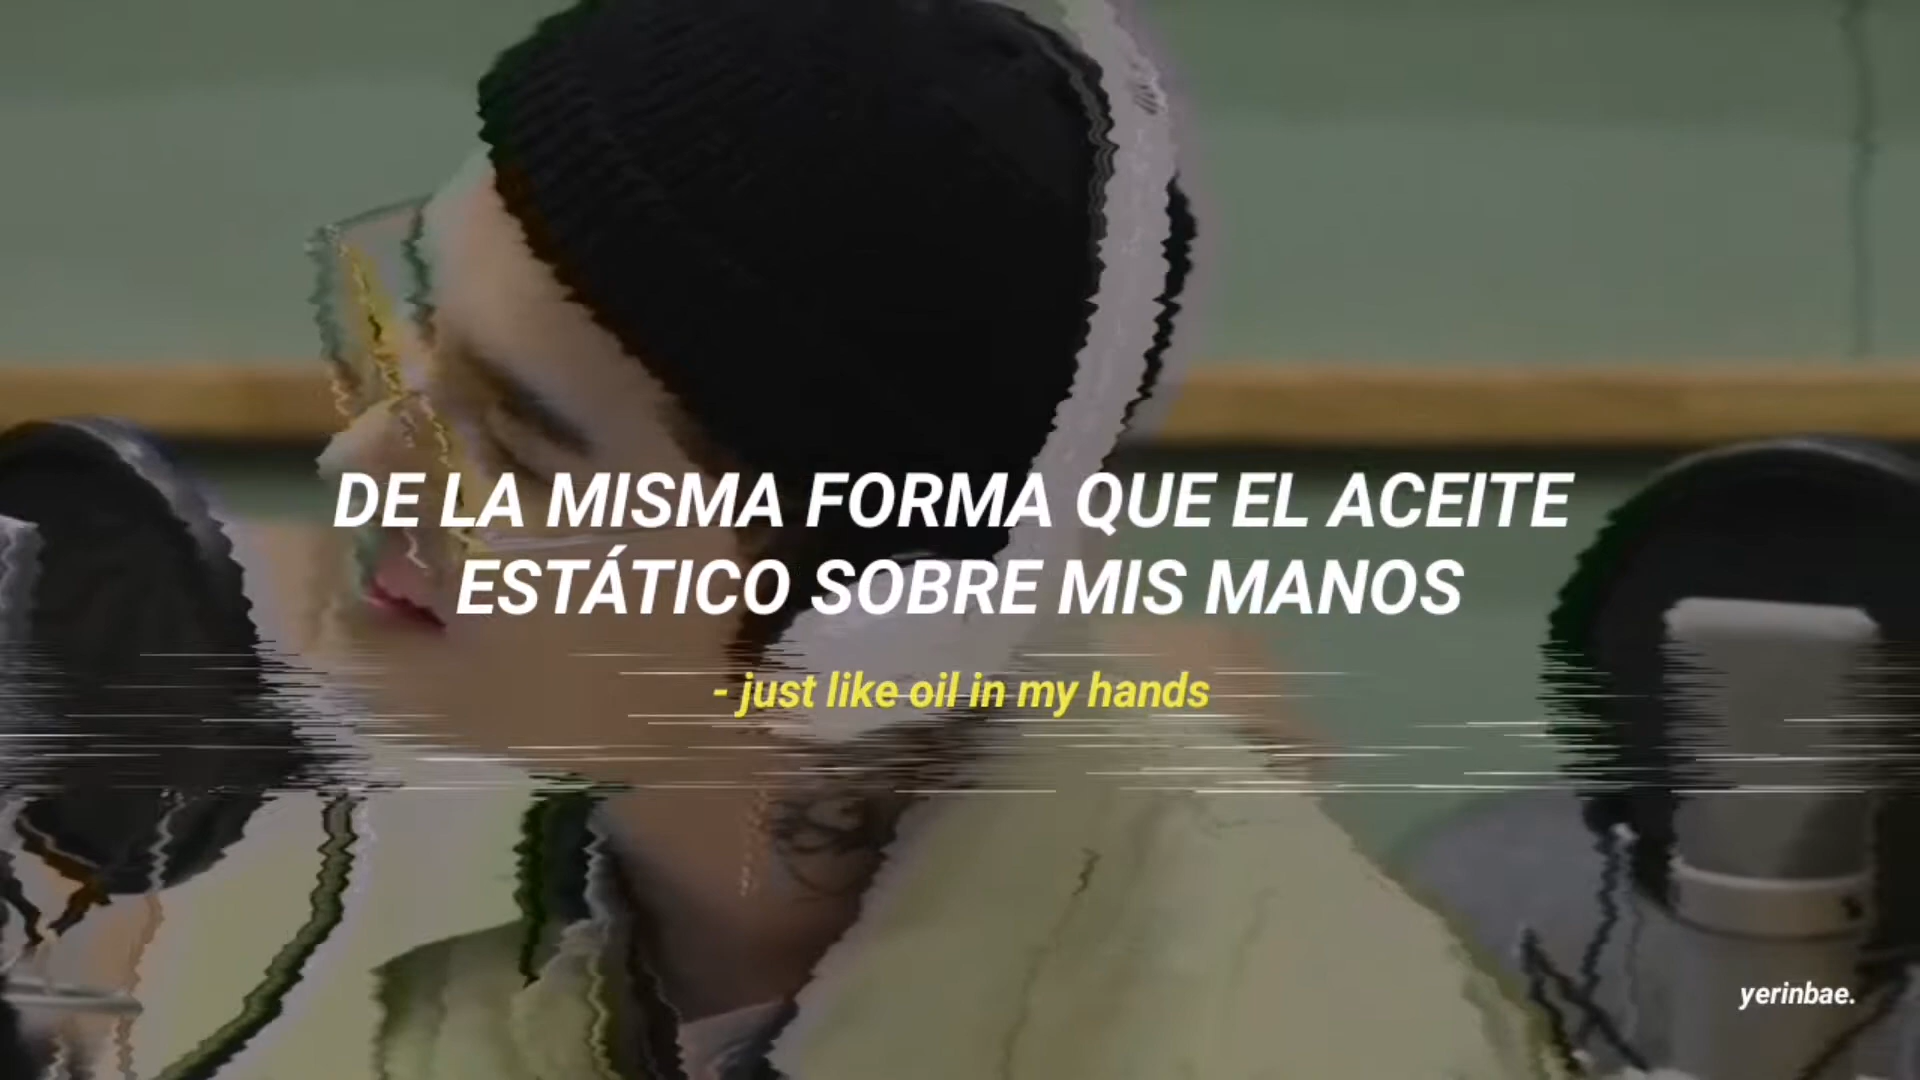 DE LA MISMA FORMA QUE EL ACEITE
ESTÁTICO SOBRE MIS MANOS
- just like oil in my hands
yerinbae.